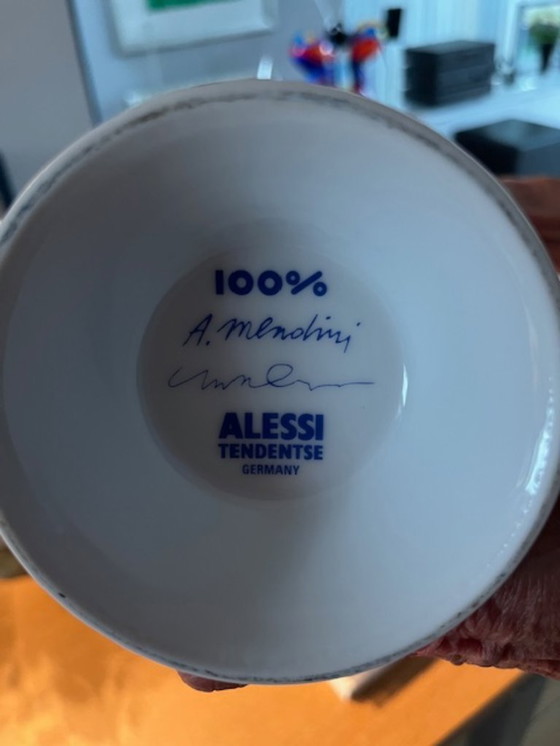 100%
A. Mendini
ALESSI
TENDENTSE
GERMANY